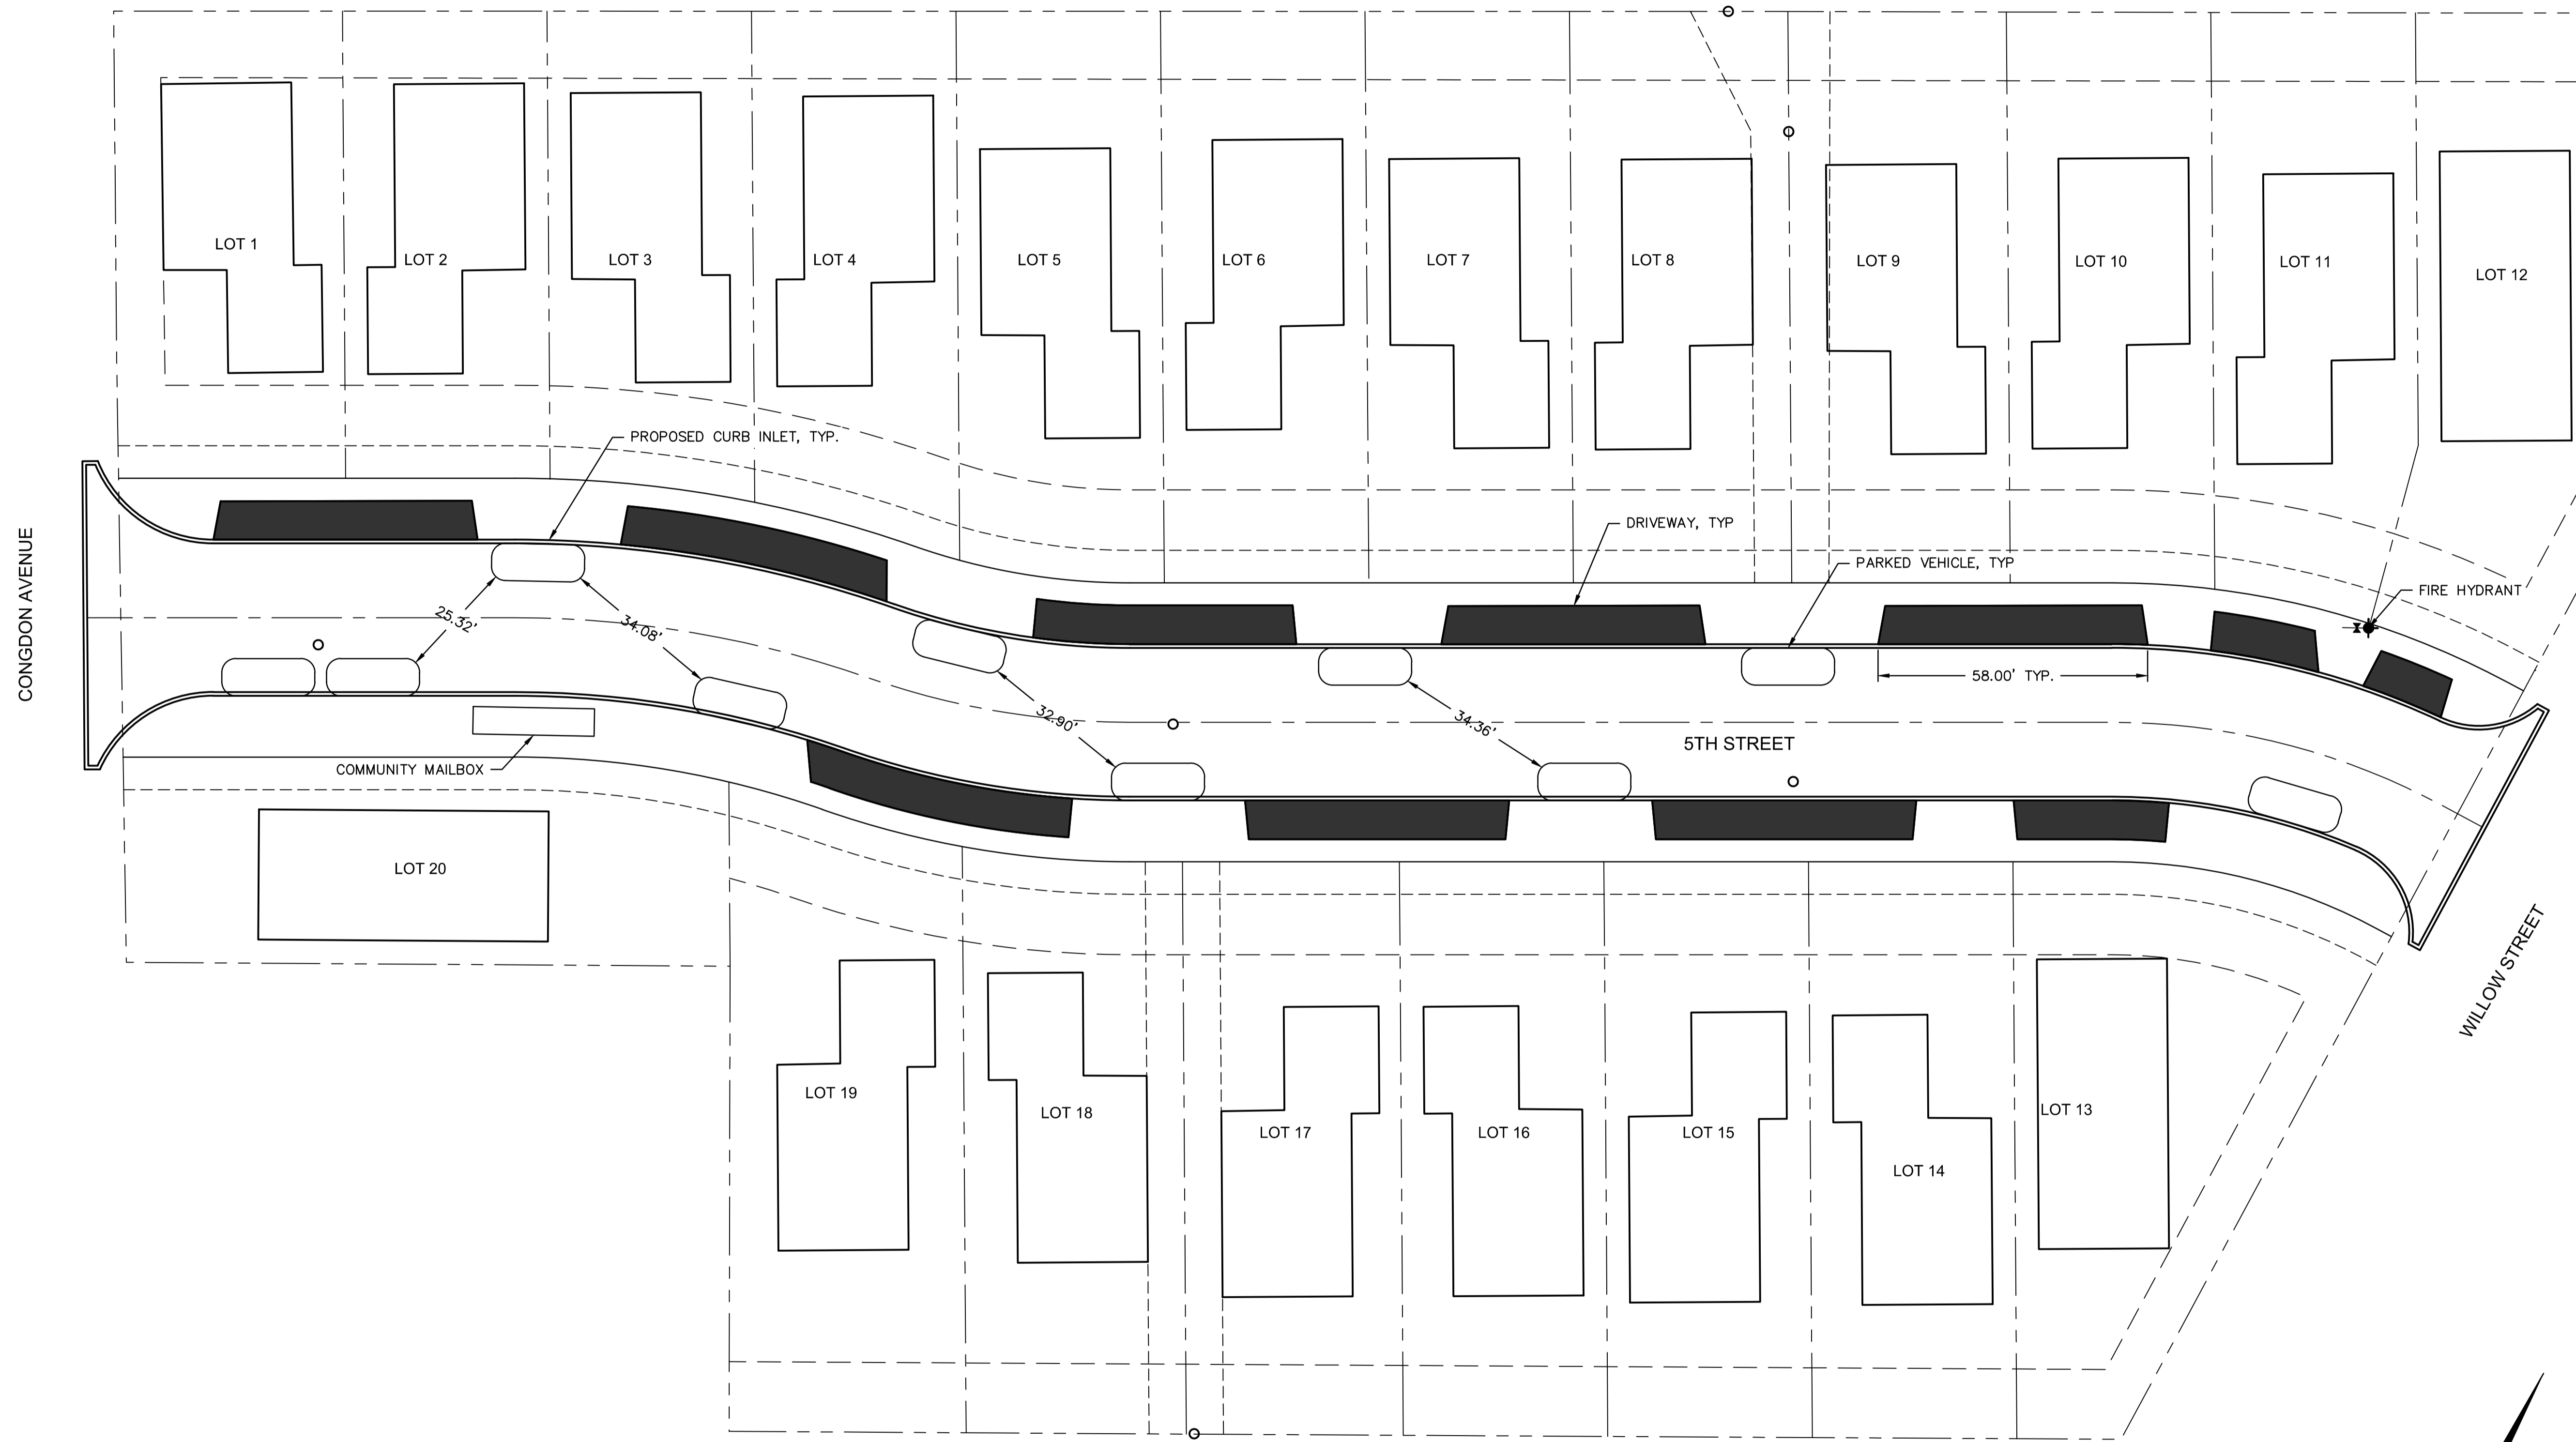 LOT 1
LOT 2
LOT 3
LOT 4
LOT 5
LOT 6
LOT 7
LOT 8
LOT 9
LOT 10
LOT 11
LOT 12
PROPOSED CURB INLET, TYP.
DRIVEWAY, TYP
PARKED VEHICLE, TYP
FIRE HYDRANT
CONGDON AVENUE
25.32'
34.08'
32.90'
34.36'
58.00' TYP.
5TH STREET
COMMUNITY MAILBOX
WILLOW STREET
LOT 20
LOT 19
LOT 18
LOT 17
LOT 16
LOT 15
LOT 14
LOT 13